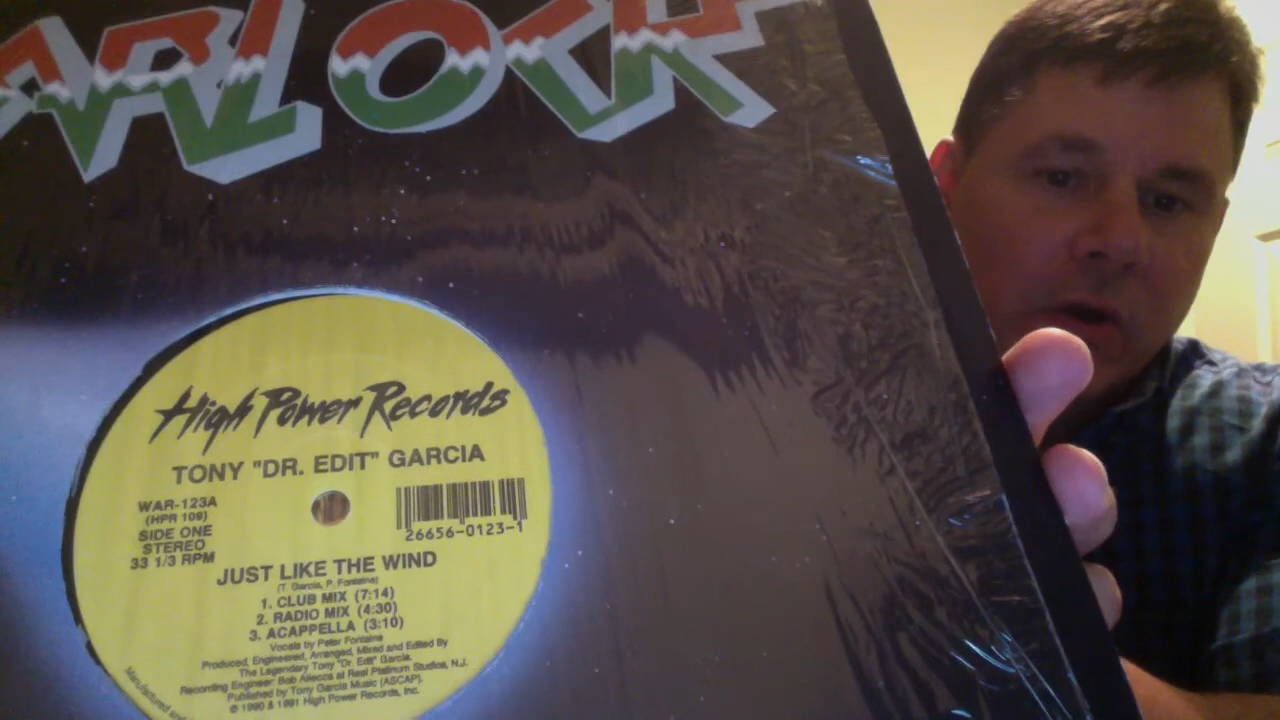 ARLOCK
High Power Records
TONY "DR. EDIT" GARCIA
WAR-123A
(HPR 109)
SIDE ONE
STEREO
33 1/3 RPM
26656-0123-1
JUST LIKE THE WIND
(T. Garcia, P. Fontaine)
1. CLUB MIX (7:14)
2. RADIO MIX (4:30)
3. ACAPPELLA (3:10)
Vocals by Peter Fontaine
Produced, Engineered, Arranged, Mixed and Edited By
The Legendary Tony "Dr. Edit" Garcia.
Recording Engineer: Bob Allecca at Real Platinum Studios, N.J.
Published by Tony Garcia Music (ASCAP).
© 1990 & 1991 High Power Records, Inc.
Manufactured and